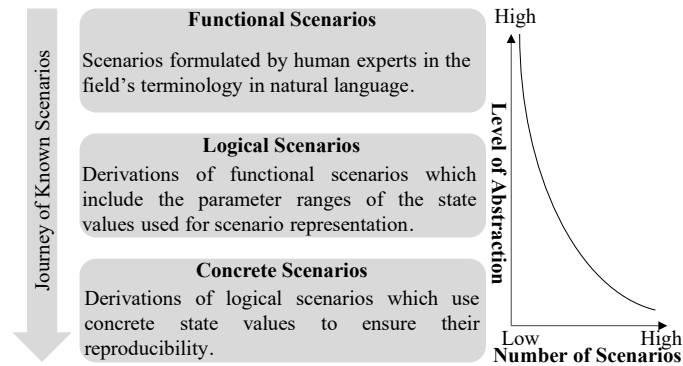 Journey of Known Scenarios
Functional Scenarios
Scenarios formulated by human experts in the
field’s terminology in natural language.
Logical Scenarios
Derivations of functional scenarios which
include the parameter ranges of the state
values used for scenario representation.
Concrete Scenarios
Derivations of logical scenarios which use
concrete state values to ensure their
reproducibility.
High
Level of Abstraction
Low
High
Number of Scenarios